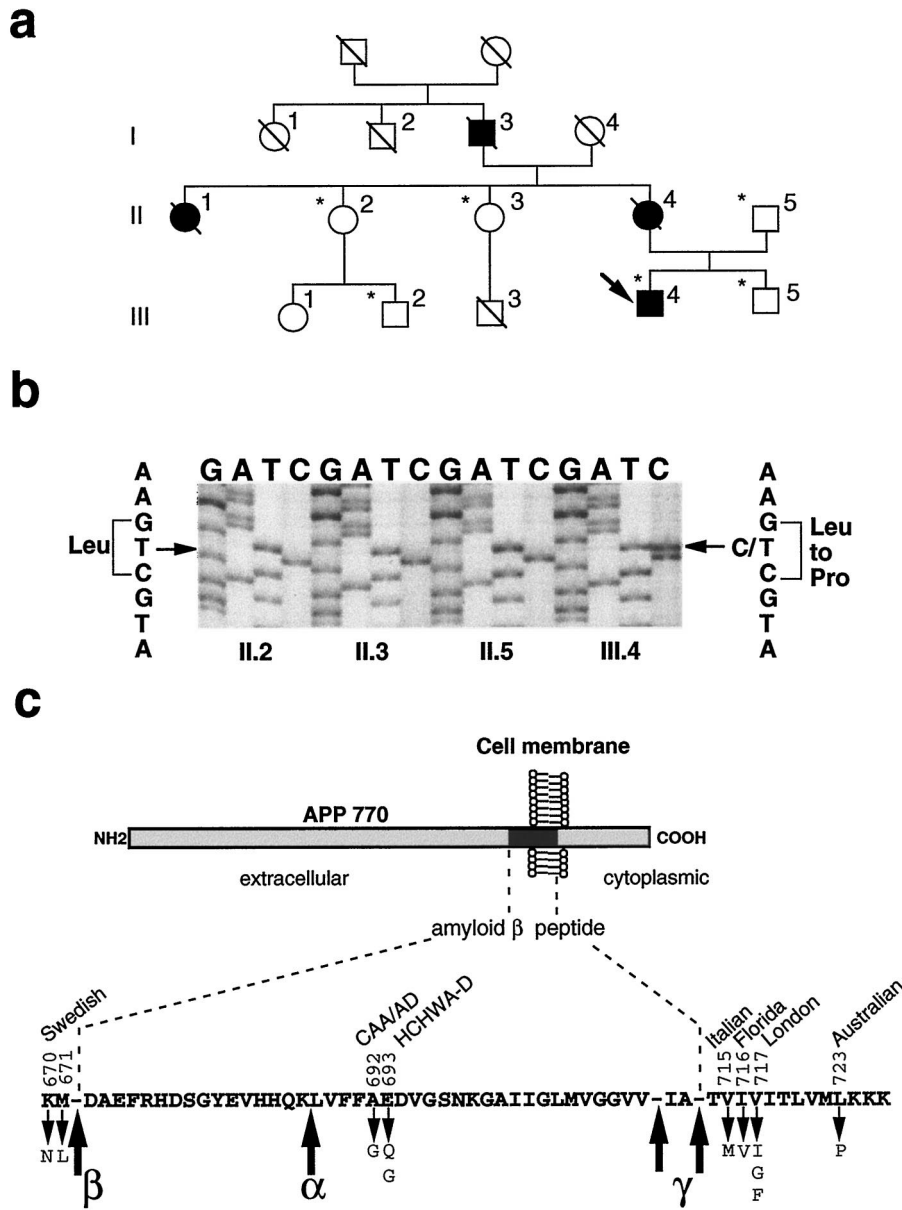 a
I
1 2 3 4
II
* * *
1 2 3 4 5
III
* * *
1 2 3 4 5
b
A G A T C G A T C G A T C G A T C A
A A
G G
Leu T C/ T Leu to Pro
C C
G G
T T
A A
II.2 II.3 II.5 III.4
c
Cell membrane
APP 770
NH2 COOH
extracellular cytoplasmic
amyloid β peptide
Swedish CAA/AD HCHWA-D Italian Florida London Australian
670 671 692 693 715 716 717 723
KM-DAEFRHDSGYEVHHQKLVFFAEDVGSNKGAIIGLMVGGVV-IA-TVIVITLVMLKKK
N L G Q M V I P
G G
F
β α γ